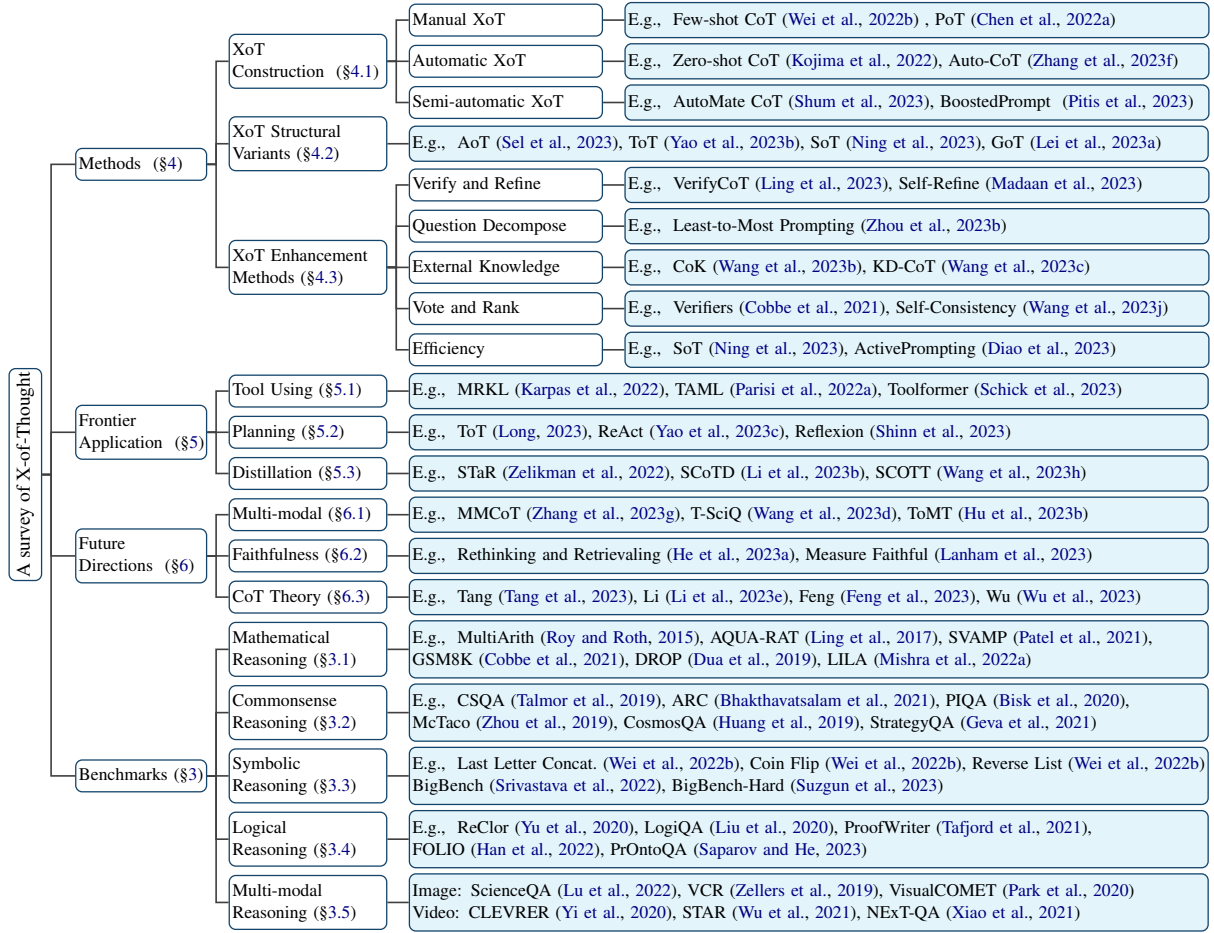 A survey of X-of-Thought
Methods (§4)
XoT
Construction (§4.1)
Manual XoT
E.g., Few-shot CoT (Wei et al., 2022b) , PoT (Chen et al., 2022a)
Automatic XoT
E.g., Zero-shot CoT (Kojima et al., 2022), Auto-CoT (Zhang et al., 2023f)
Semi-automatic XoT
E.g., AutoMate CoT (Shum et al., 2023), BoostedPrompt (Pitis et al., 2023)
XoT Structural
Variants (§4.2)
E.g., AoT (Sel et al., 2023), ToT (Yao et al., 2023b), SoT (Ning et al., 2023), GoT (Lei et al., 2023a)
XoT Enhancement
Methods (§4.3)
Verify and Refine
E.g., VerifyCoT (Ling et al., 2023), Self-Refine (Madaan et al., 2023)
Question Decompose
E.g., Least-to-Most Prompting (Zhou et al., 2023b)
External Knowledge
E.g., CoK (Wang et al., 2023b), KD-CoT (Wang et al., 2023c)
Vote and Rank
E.g., Verifiers (Cobbe et al., 2021), Self-Consistency (Wang et al., 2023j)
Efficiency
E.g., SoT (Ning et al., 2023), ActivePrompting (Diao et al., 2023)
Frontier
Application (§5)
Tool Using (§5.1)
E.g., MRKL (Karpas et al., 2022), TAML (Parisi et al., 2022a), Toolformer (Schick et al., 2023)
Planning (§5.2)
E.g., ToT (Long, 2023), ReAct (Yao et al., 2023c), Reflexion (Shinn et al., 2023)
Distillation (§5.3)
E.g., STaR (Zelikman et al., 2022), SCoTD (Li et al., 2023b), SCOTT (Wang et al., 2023h)
Future
Directions (§6)
Multi-modal (§6.1)
E.g., MMCoT (Zhang et al., 2023g), T-SciQ (Wang et al., 2023d), ToMT (Hu et al., 2023b)
Faithfulness (§6.2)
E.g., Rethinking and Retrievaling (He et al., 2023a), Measure Faithful (Lanham et al., 2023)
CoT Theory (§6.3)
E.g., Tang (Tang et al., 2023), Li (Li et al., 2023e), Feng (Feng et al., 2023), Wu (Wu et al., 2023)
Benchmarks (§3)
Mathematical
Reasoning (§3.1)
E.g., MultiArith (Roy and Roth, 2015), AQUA-RAT (Ling et al., 2017), SVAMP (Patel et al., 2021),
GSM8K (Cobbe et al., 2021), DROP (Dua et al., 2019), LILA (Mishra et al., 2022a)
Commonsense
Reasoning (§3.2)
E.g., CSQA (Talmor et al., 2019), ARC (Bhakthavatsalam et al., 2021), PIQA (Bisk et al., 2020),
McTaco (Zhou et al., 2019), CosmosQA (Huang et al., 2019), StrategyQA (Geva et al., 2021)
Symbolic
Reasoning (§3.3)
E.g., Last Letter Concat. (Wei et al., 2022b), Coin Flip (Wei et al., 2022b), Reverse List (Wei et al., 2022b)
BigBench (Srivastava et al., 2022), BigBench-Hard (Suzgun et al., 2023)
Logical
Reasoning (§3.4)
E.g., ReClor (Yu et al., 2020), LogiQA (Liu et al., 2020), ProofWriter (Tafjord et al., 2021),
FOLIO (Han et al., 2022), PrOntoQA (Saparov and He, 2023)
Multi-modal
Reasoning (§3.5)
Image: ScienceQA (Lu et al., 2022), VCR (Zellers et al., 2019), VisualCOMET (Park et al., 2020)
Video: CLEVRER (Yi et al., 2020), STAR (Wu et al., 2021), NExT-QA (Xiao et al., 2021)